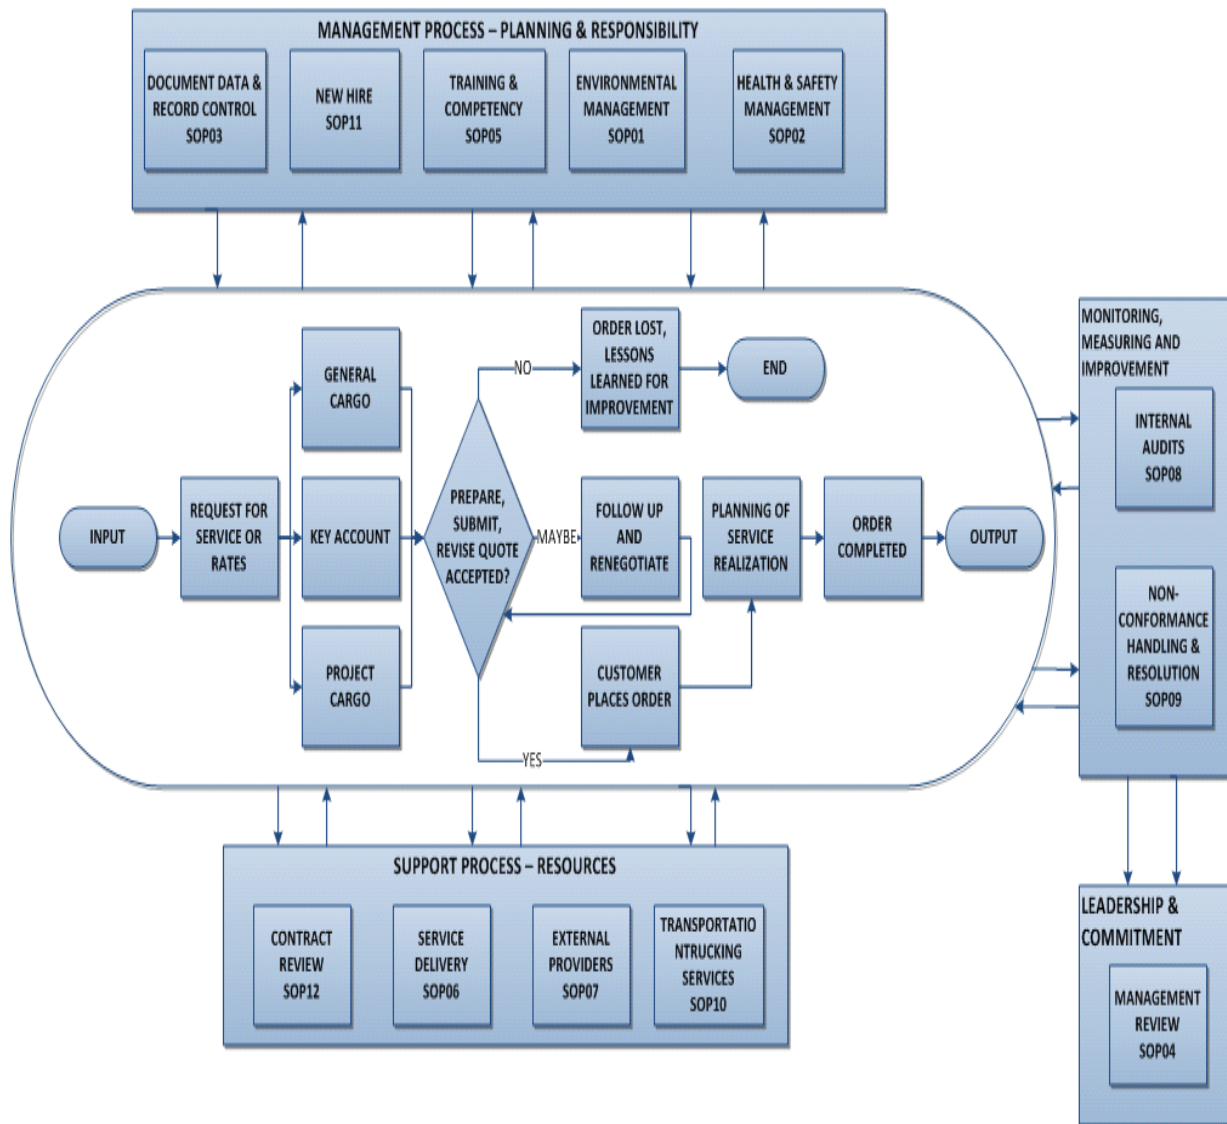 MANAGEMENT PROCESS – PLANNING & RESPONSIBILITY
DOCUMENT DATA &
RECORD CONTROL
SOP03
NEW HIRE
SOP11
TRAINING &
COMPETENCY
SOP05
ENVIRONMENTAL
MANAGEMENT
SOP01
HEALTH & SAFETY
MANAGEMENT
SOP02
INPUT
REQUEST FOR
SERVICE OR
RATES
GENERAL
CARGO
KEY ACCOUNT
PROJECT
CARGO
PREPARE,
SUBMIT,
REVISE QUOTE
ACCEPTED?
NO
ORDER LOST,
LESSONS
LEARNED FOR
IMPROVEMENT
END
MAYBE
FOLLOW UP
AND
RENEGOTIATE
YES
CUSTOMER
PLACES ORDER
PLANNING OF
SERVICE
REALIZATION
ORDER
COMPLETED
OUTPUT
MONITORING,
MEASURING AND
IMPROVEMENT
INTERNAL
AUDITS
SOP08
NON-
CONFORMANCE
HANDLING &
RESOLUTION
SOP09
SUPPORT PROCESS – RESOURCES
CONTRACT
REVIEW
SOP12
SERVICE
DELIVERY
SOP06
EXTERNAL
PROVIDERS
SOP07
TRANSPORTATIO
NTRUCKING
SERVICES
SOP10
LEADERSHIP &
COMMITMENT
MANAGEMENT
REVIEW
SOP04